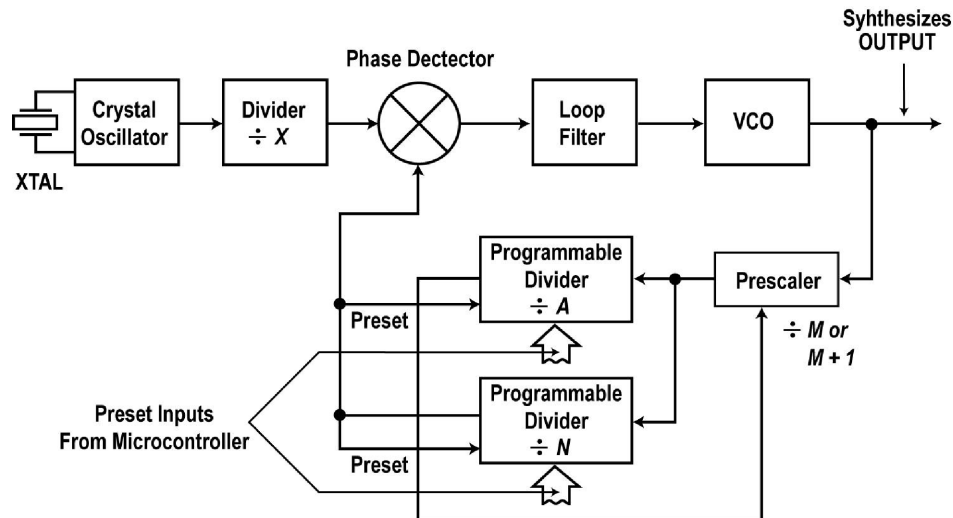 Syhthesizes
OUTPUT
Phase Dectector
Crystal
Oscillator
Divider
÷ X
Loop
Filter
VCO
XTAL
Programmable
Divider
÷ A
Prescaler
Preset
÷ M or
M + 1
Programmable
Divider
÷ N
Preset Inputs
From Microcontroller
Preset